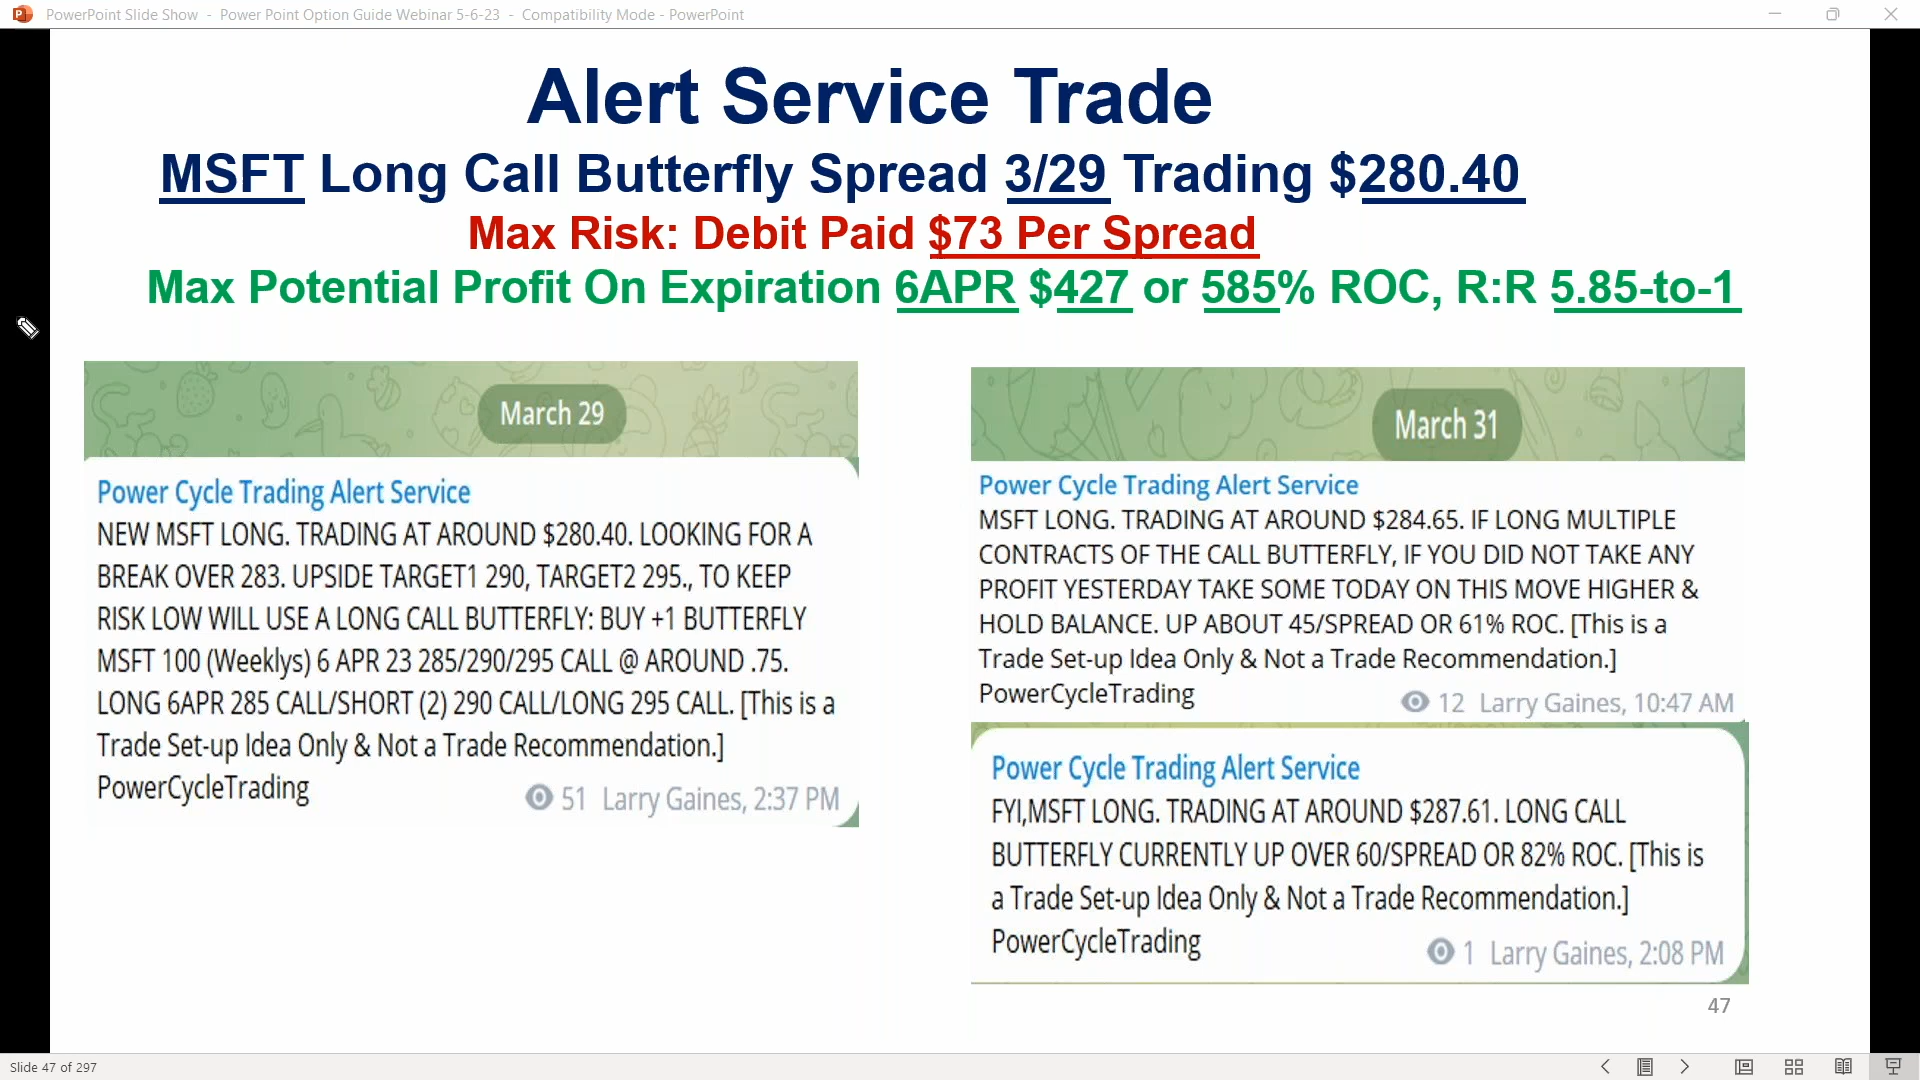 PowerPoint Slide Show - Power Point Option Guide Webinar 5-6-23 - Compatibility Mode - PowerPoint
Alert Service Trade
MSFT Long Call Butterfly Spread 3/29 Trading $280.40
Max Risk: Debit Paid $73 Per Spread
Max Potential Profit On Expiration 6APR $427 or 585% ROC, R:R 5.85-to-1
March 29
Power Cycle Trading Alert Service
NEW MSFT LONG. TRADING AT AROUND $280.40. LOOKING FOR A
BREAK OVER 283. UPSIDE TARGET1 290, TARGET2 295., TO KEEP
RISK LOW WILL USE A LONG CALL BUTTERFLY: BUY +1 BUTTERFLY
MSFT 100 (Weeklys) 6 APR 23 285/290/295 CALL @ AROUND .75.
LONG 6APR 285 CALL/SHORT (2) 290 CALL/LONG 295 CALL. [This is a
Trade Set-up Idea Only & Not a Trade Recommendation.]
PowerCycleTrading
51 Larry Gaines, 2:37 PM
March 31
Power Cycle Trading Alert Service
MSFT LONG. TRADING AT AROUND $284.65. IF LONG MULTIPLE
CONTRACTS OF THE CALL BUTTERFLY, IF YOU DID NOT TAKE ANY
PROFIT YESTERDAY TAKE SOME TODAY ON THIS MOVE HIGHER &
HOLD BALANCE. UP ABOUT 45/SPREAD OR 61% ROC. [This is a
Trade Set-up Idea Only & Not a Trade Recommendation.]
PowerCycleTrading
12 Larry Gaines, 10:47 AM
Power Cycle Trading Alert Service
FYI,MSFT LONG. TRADING AT AROUND $287.61. LONG CALL
BUTTERFLY CURRENTLY UP OVER 60/SPREAD OR 82% ROC. [This is
a Trade Set-up Idea Only & Not a Trade Recommendation.]
PowerCycleTrading
1 Larry Gaines, 2:08 PM
47
Slide 47 of 297